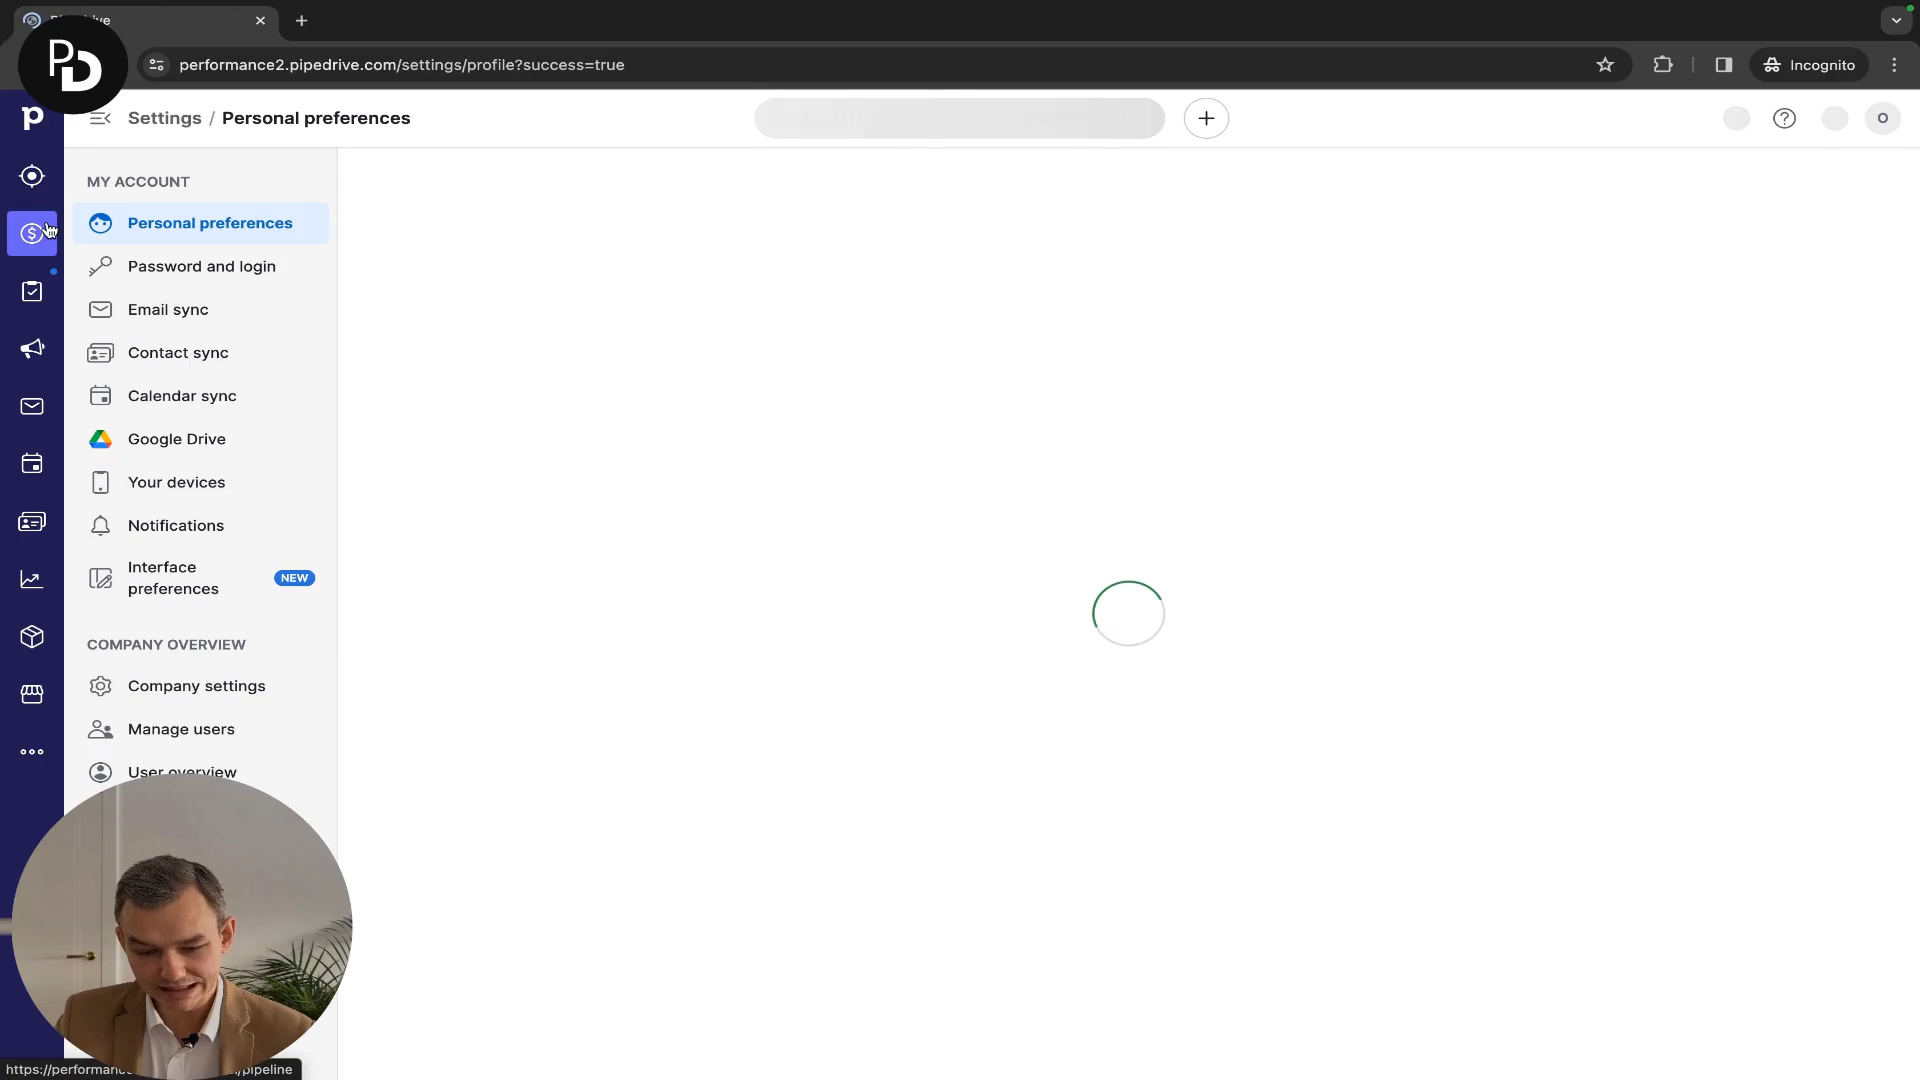 PD
performance2.pipedrive.com/settings/profile?success=true
Incognito
p
Settings / Personal preferences
O
MY ACCOUNT
Personal preferences
Password and login
Email sync
Contact sync
Calendar sync
Google Drive
Your devices
Notifications
Interface
preferences
NEW
COMPANY OVERVIEW
Company settings
Manage users
User overview
https://performanc
/pipeline